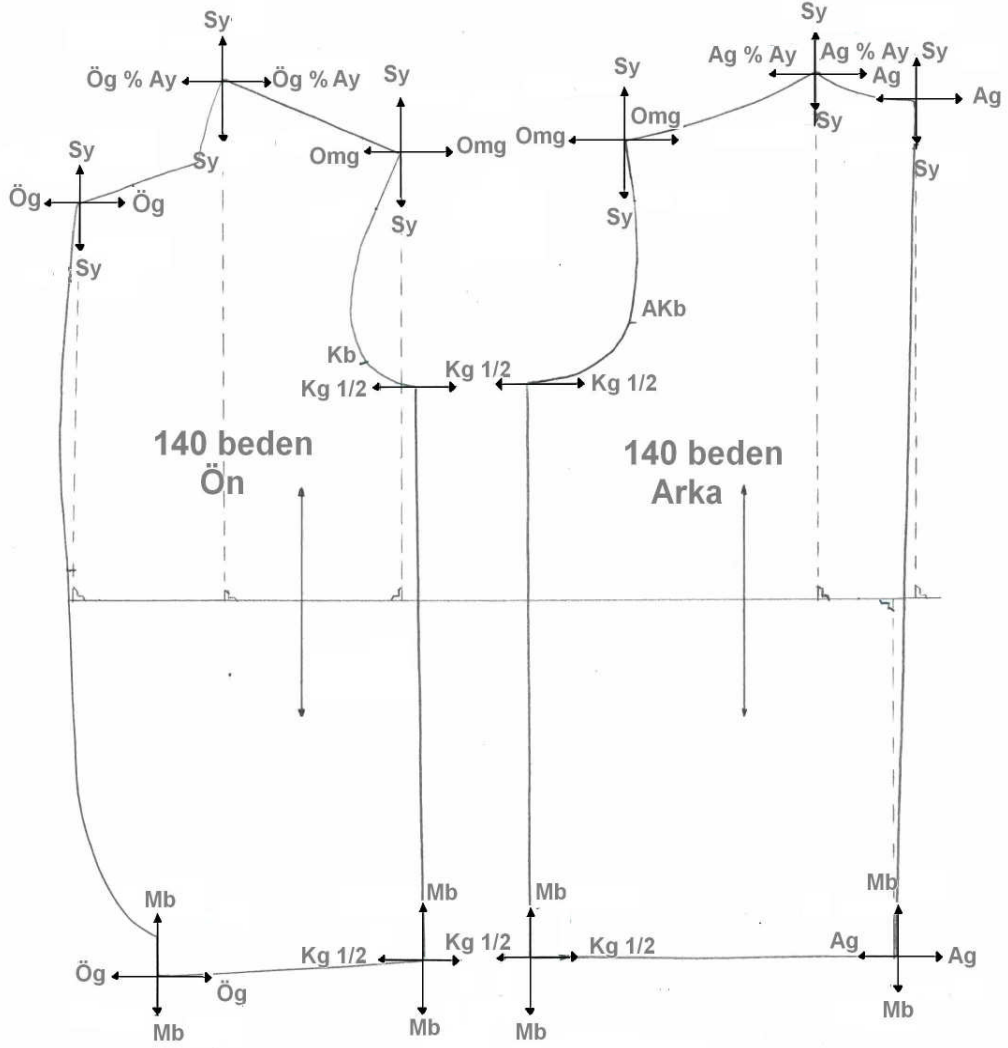 Sy
Sy
Ög % Ay Ög % Ay
Ag % Ay Ag % Ay
Sy
Sy
Sy
Ag Ag
Sy
Omg Omg
Omg Omg
Sy
Sy
Sy
Sy
Ög Ög
Sy
Sy
Sy
AKb
Kb
Kg 1/2 Kg 1/2
Kg 1/2
140 beden
Ön
140 beden
Arka
Mb
Mb
Mb
Mb
Kg 1/2 Kg 1/2
Kg 1/2
Ag Ag
Ög Ög
Mb
Mb
Mb
Mb